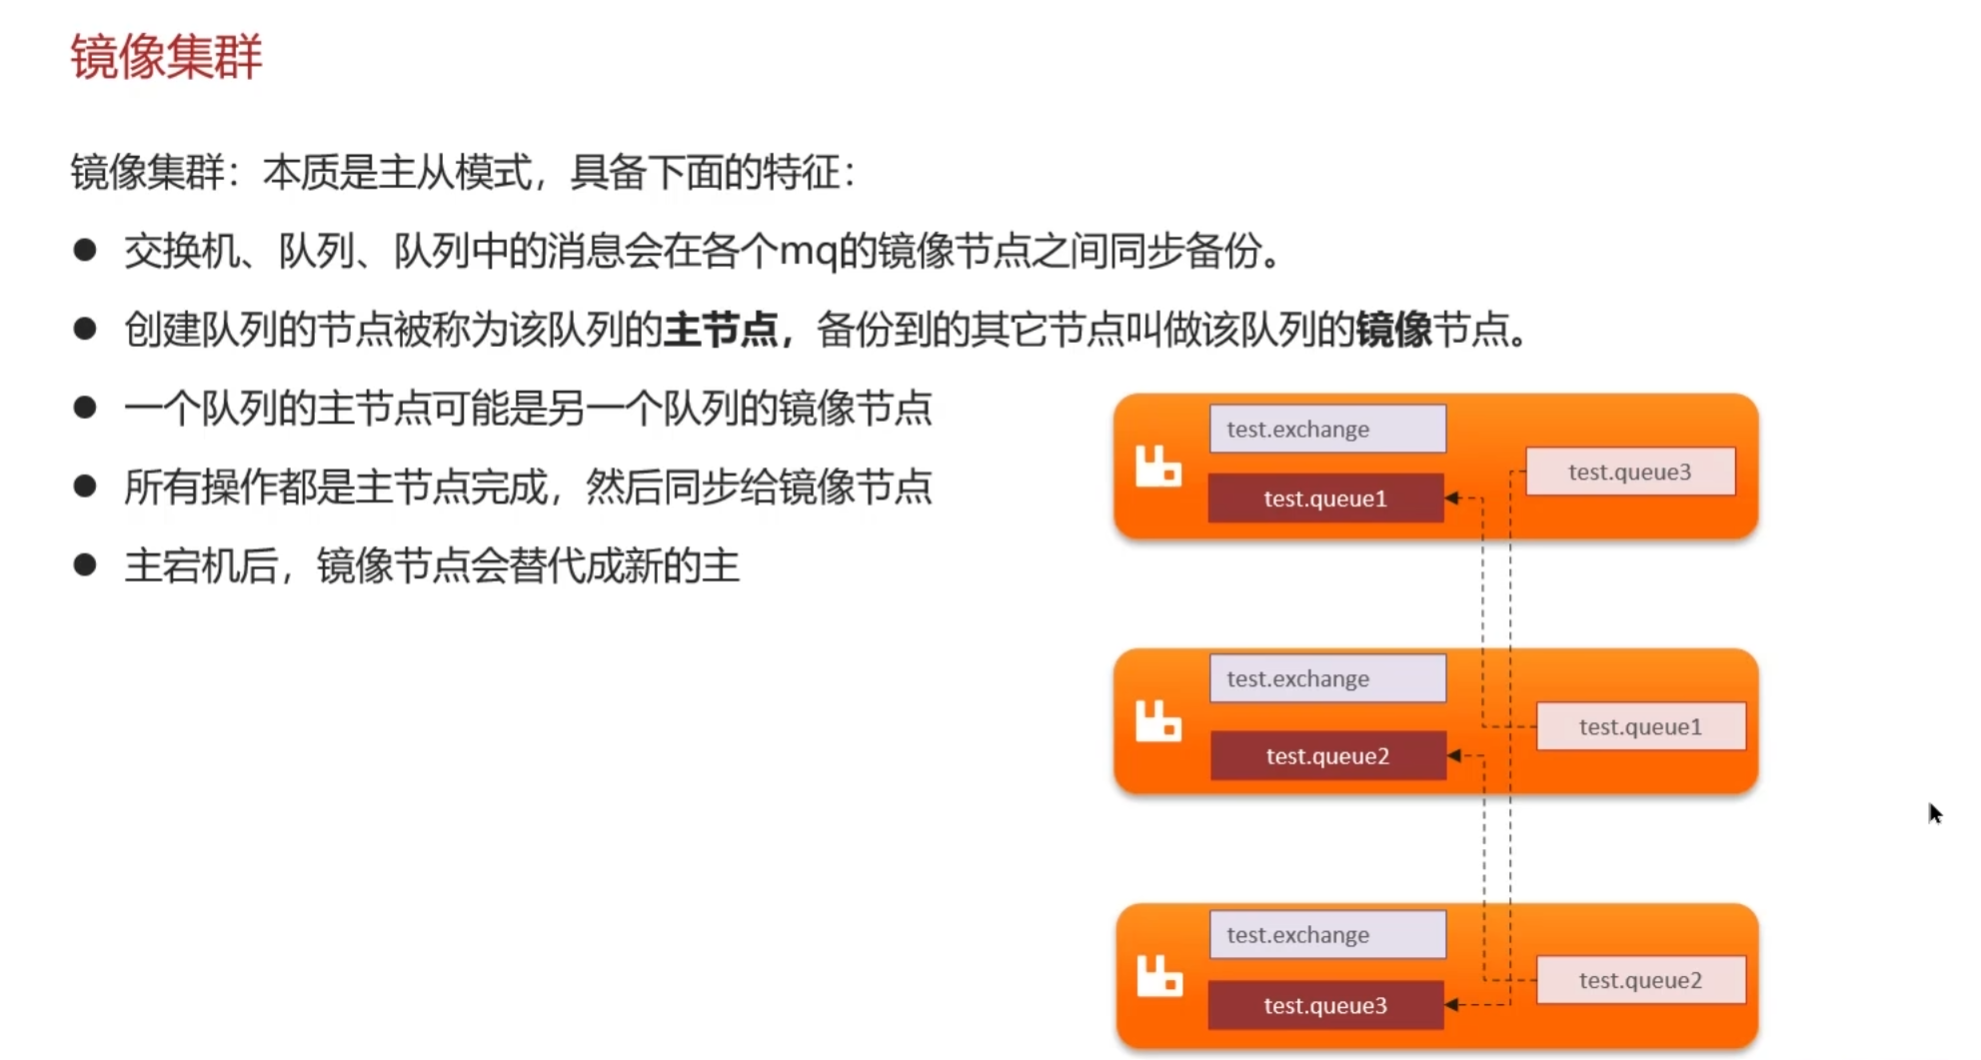 镜像集群
镜像集群：本质是主从模式，具备下面的特征：
● 交换机、队列、队列中的消息会在各个mq的镜像节点之间同步备份。
● 创建队列的节点被称为该队列的主节点，备份到的其它节点叫做该队列的镜像节点。
● 一个队列的主节点可能是另一个队列的镜像节点
● 所有操作都是主节点完成，然后同步给镜像节点
● 主宕机后，镜像节点会替代成新的主
test.exchange
test.queue3
test.queue1
test.exchange
test.queue1
test.queue2
test.exchange
test.queue2
test.queue3